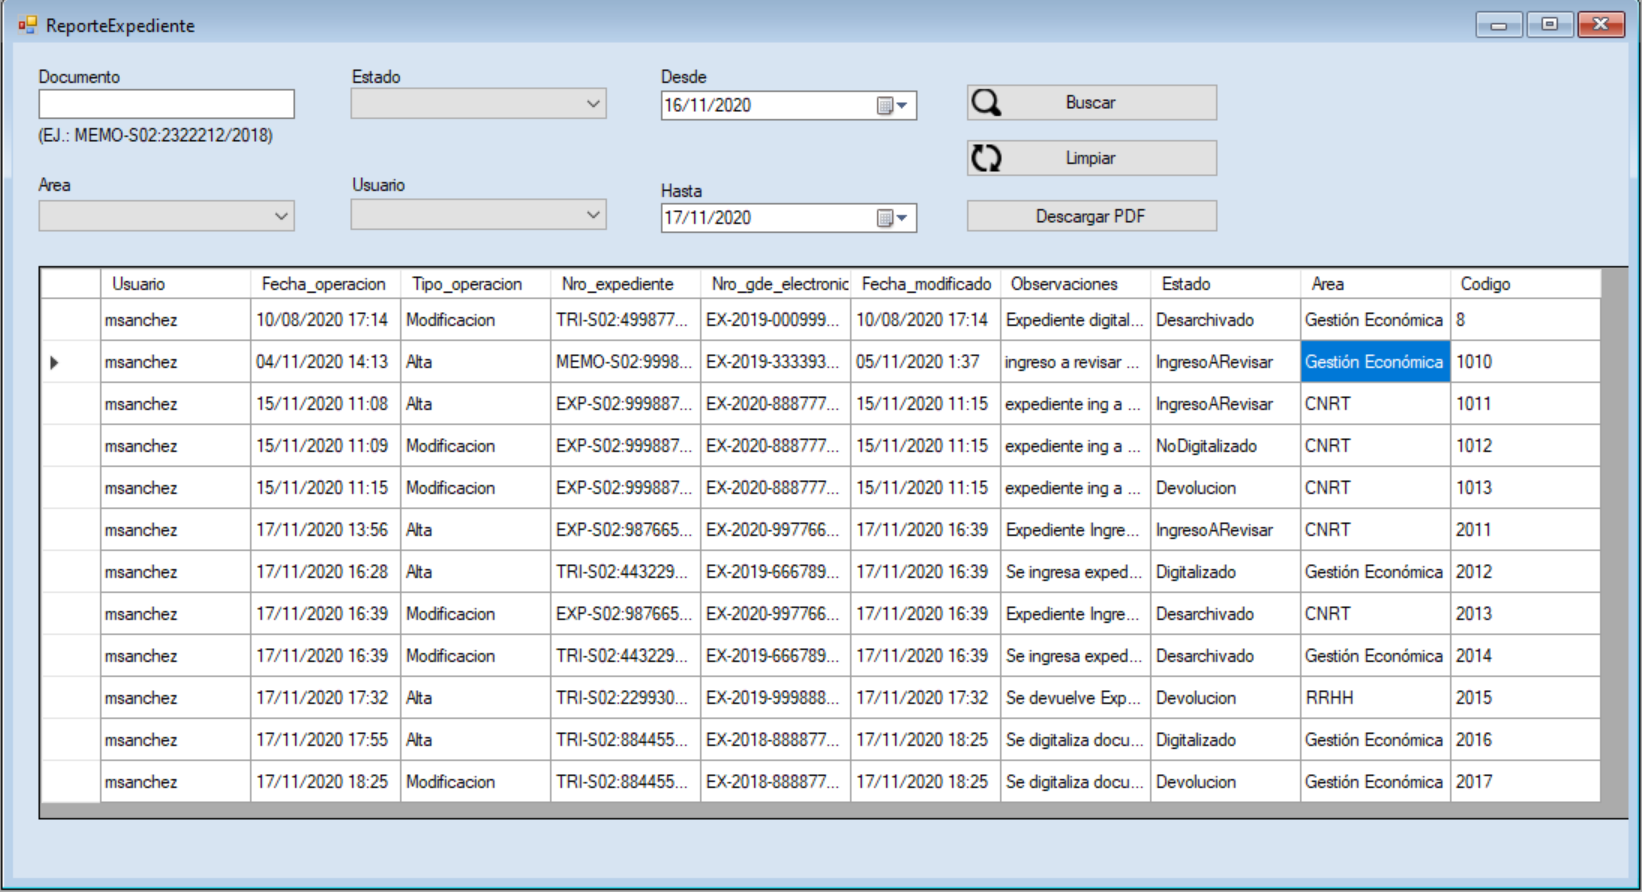 ReporteExpediente
Documento Estado Desde
16/11/2020 Buscar
(EJ.: MEMO-S02:2322212/2018)
Limpiar
Area Usuario Hasta
17/11/2020 Descargar PDF
Usuario Fecha_operacion Tipo_operacion Nro_expediente Nro_gde_electronic Fecha_modificado Observaciones Estado Area Codigo
msanchez 10/08/2020 17:14 Modificacion TRI-S02:499877... EX-2019-000999... 10/08/2020 17:14 Expediente digital... Desarchivado Gestión Económica 8
msanchez 04/11/2020 14:13 Alta MEMO-S02:9998... EX-2019-333393... 05/11/2020 1:37 ingreso a revisar ... IngresoARevisar Gestión Económica 1010
msanchez 15/11/2020 11:08 Alta EXP-S02:999887... EX-2020-888777... 15/11/2020 11:15 expediente ing a ... IngresoARevisar CNRT 1011
msanchez 15/11/2020 11:09 Modificacion EXP-S02:999887... EX-2020-888777... 15/11/2020 11:15 expediente ing a ... NoDigitalizado CNRT 1012
msanchez 15/11/2020 11:15 Modificacion EXP-S02:999887... EX-2020-888777... 15/11/2020 11:15 expediente ing a ... Devolucion CNRT 1013
msanchez 17/11/2020 13:56 Alta EXP-S02:987665... EX-2020-997766... 17/11/2020 16:39 Expediente Ingre... IngresoARevisar CNRT 2011
msanchez 17/11/2020 16:28 Alta TRI-S02:443229... EX-2019-666789... 17/11/2020 16:39 Se ingresa exped... Digitalizado Gestión Económica 2012
msanchez 17/11/2020 16:39 Modificacion EXP-S02:987665... EX-2020-997766... 17/11/2020 16:39 Expediente Ingre... Desarchivado CNRT 2013
msanchez 17/11/2020 16:39 Modificacion TRI-S02:443229... EX-2019-666789... 17/11/2020 16:39 Se ingresa exped... Desarchivado Gestión Económica 2014
msanchez 17/11/2020 17:32 Alta TRI-S02:229930... EX-2019-999888... 17/11/2020 17:32 Se devuelve Exp... Devolucion RRHH 2015
msanchez 17/11/2020 17:55 Alta TRI-S02:884455... EX-2018-888877... 17/11/2020 18:25 Se digitaliza docu... Digitalizado Gestión Económica 2016
msanchez 17/11/2020 18:25 Modificacion TRI-S02:884455... EX-2018-888877... 17/11/2020 18:25 Se digitaliza docu... Devolucion Gestión Económica 2017